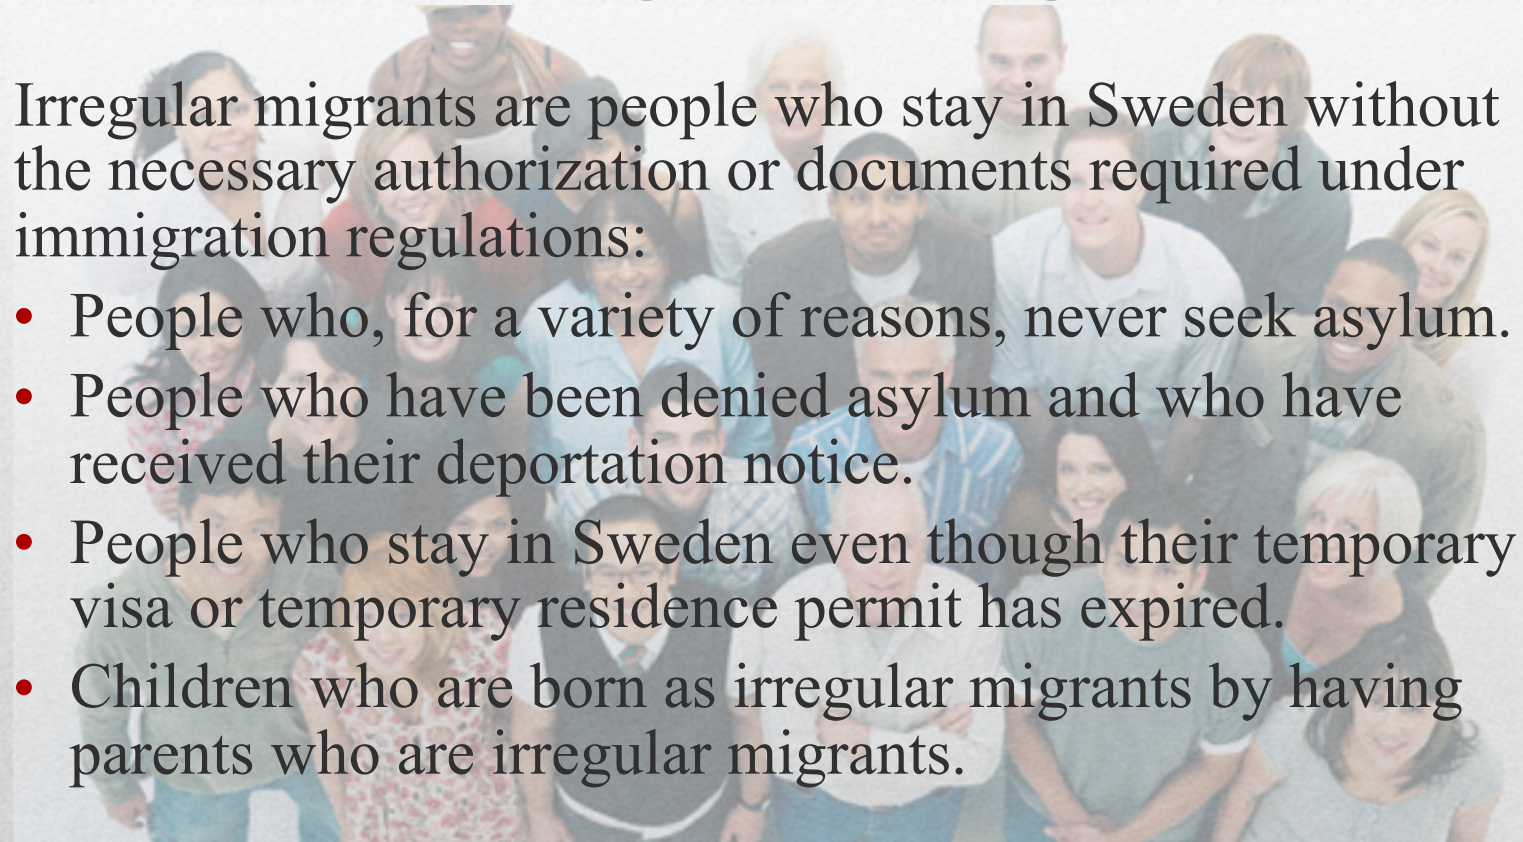 Irregular migrants are people who stay in Sweden without
the necessary authorization or documents required under
immigration regulations:
• People who, for a variety of reasons, never seek asylum.
• People who have been denied asylum and who have
received their deportation notice.
• People who stay in Sweden even though their temporary
visa or temporary residence permit has expired.
• Children who are born as irregular migrants by having
parents who are irregular migrants.